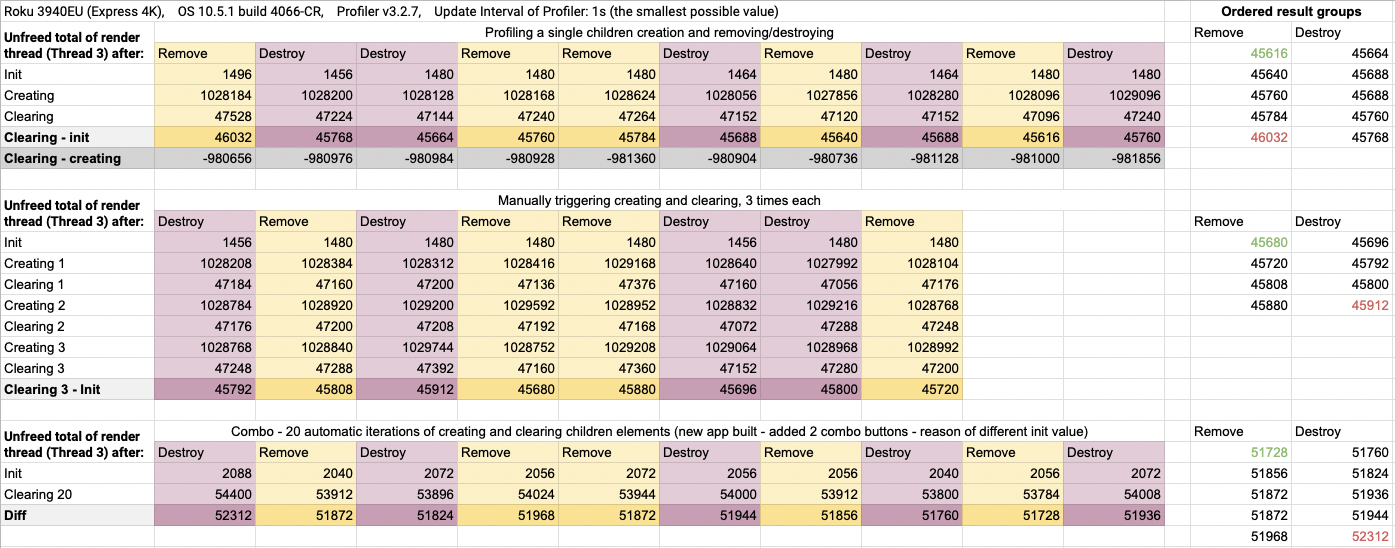 Roku 3940EU (Express 4K), OS 10.5.1 build 4066-CR, Profiler v3.2.7, Update Interval of Profiler: 1s (the smallest possible value) Ordered result groups
Unfreed total of render Profiling a single children creation and removing/destroying Remove Destroy
thread (Thread 3) after: Remove Destroy Destroy Remove Remove Destroy Remove Destroy Remove Destroy 45616 45664
Init 1496 1456 1480 1480 1480 1464 1480 1464 1480 1480 45640 45688
Creating 1028184 1028200 1028128 1028168 1028624 1028056 1027856 1028280 1028096 1029096 45760 45688
Clearing 47528 47224 47144 47240 47264 47152 47120 47152 47096 47240 45784 45760
Clearing - init 46032 45768 45664 45760 45784 45688 45640 45688 45616 45760 46032 45768
Clearing - creating -980656 -980976 -980984 -980928 -981360 -980904 -980736 -981128 -981000 -981856
Unfreed total of render Manually triggering creating and clearing, 3 times each
thread (Thread 3) after: Destroy Remove Destroy Remove Remove Destroy Destroy Remove Remove Destroy
Init 1456 1480 1480 1480 1480 1456 1480 1480 45680 45696
Creating 1 1028208 1028384 1028312 1028416 1029168 1028640 1027992 1028104 45720 45792
Clearing 1 47184 47160 47200 47136 47376 47160 47056 47176 45808 45800
Creating 2 1028784 1028920 1029200 1029592 1028952 1028832 1029216 1028768 45880 45912
Clearing 2 47176 47200 47208 47192 47168 47072 47288 47248
Creating 3 1028768 1028840 1029744 1028752 1029208 1029064 1028968 1028992
Clearing 3 47248 47288 47392 47160 47360 47152 47280 47200
Clearing 3 - Init 45792 45808 45912 45680 45880 45696 45800 45720
Unfreed total of render Combo - 20 automatic iterations of creating and clearing children elements (new app built - added 2 combo buttons - reason of different init value) Remove Destroy
thread (Thread 3) after: Destroy Remove Destroy Remove Remove Destroy Remove Destroy Remove Destroy 51728 51760
Init 2088 2040 2072 2056 2072 2056 2056 2040 2056 2072 51856 51824
Clearing 20 54400 53912 53896 54024 53944 54000 53912 53800 53784 54008 51872 51936
Diff 52312 51872 51824 51968 51872 51944 51856 51760 51728 51936 51872 51944
51968 52312